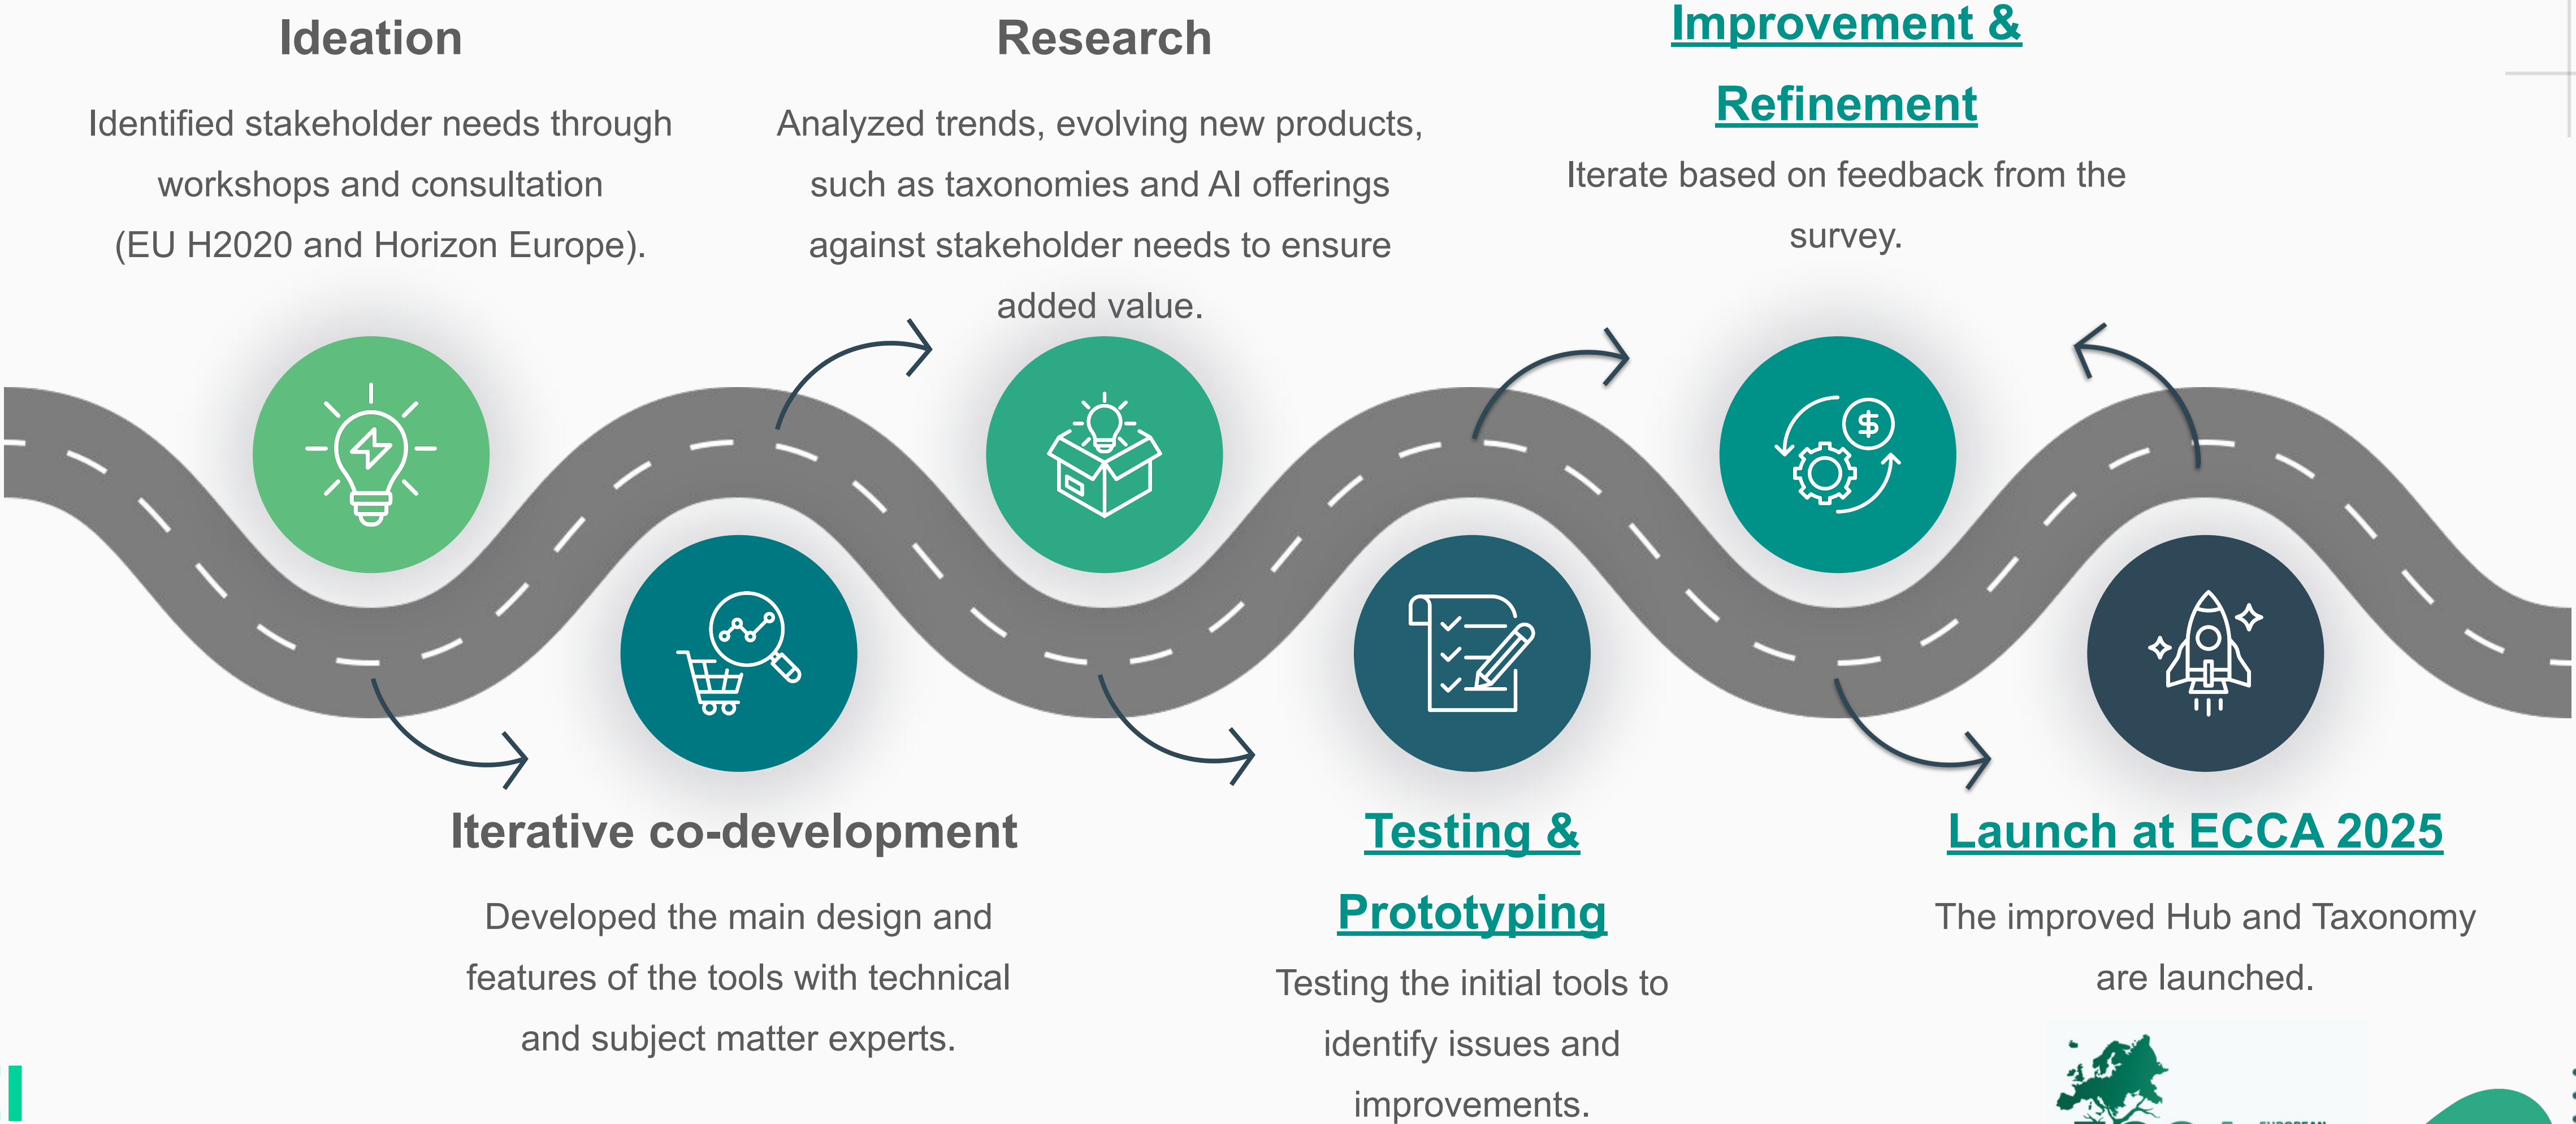 Ideation
Identified stakeholder needs through
workshops and consultation
(EU H2020 and Horizon Europe).
Research
Analyzed trends, evolving new products,
such as taxonomies and AI offerings
against stakeholder needs to ensure
added value.
Improvement &
Refinement
Iterate based on feedback from the
survey.
$
Iterative co-development
Developed the main design and
features of the tools with technical
and subject matter experts.
Testing &
Prototyping
Testing the initial tools to
identify issues and
improvements.
Launch at ECCA 2025
The improved Hub and Taxonomy
are launched.
EUROPEAN